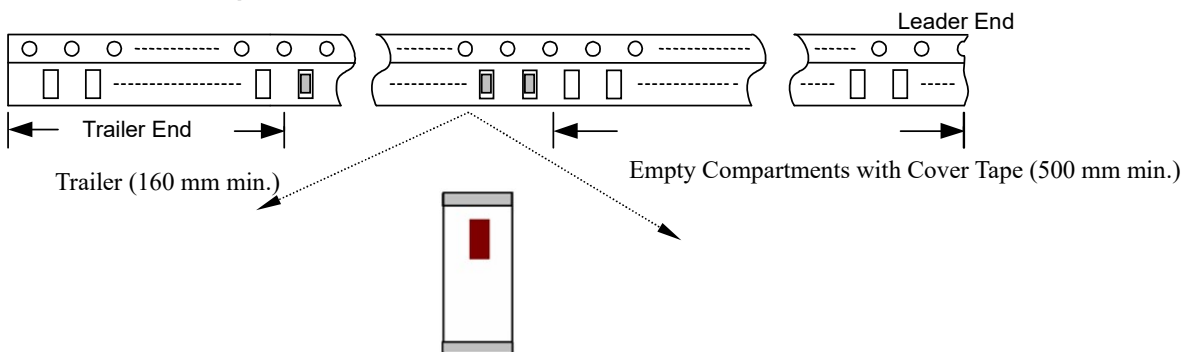 Leader End
Trailer End
Trailer (160 mm min.)
Empty Compartments with Cover Tape (500 mm min.)